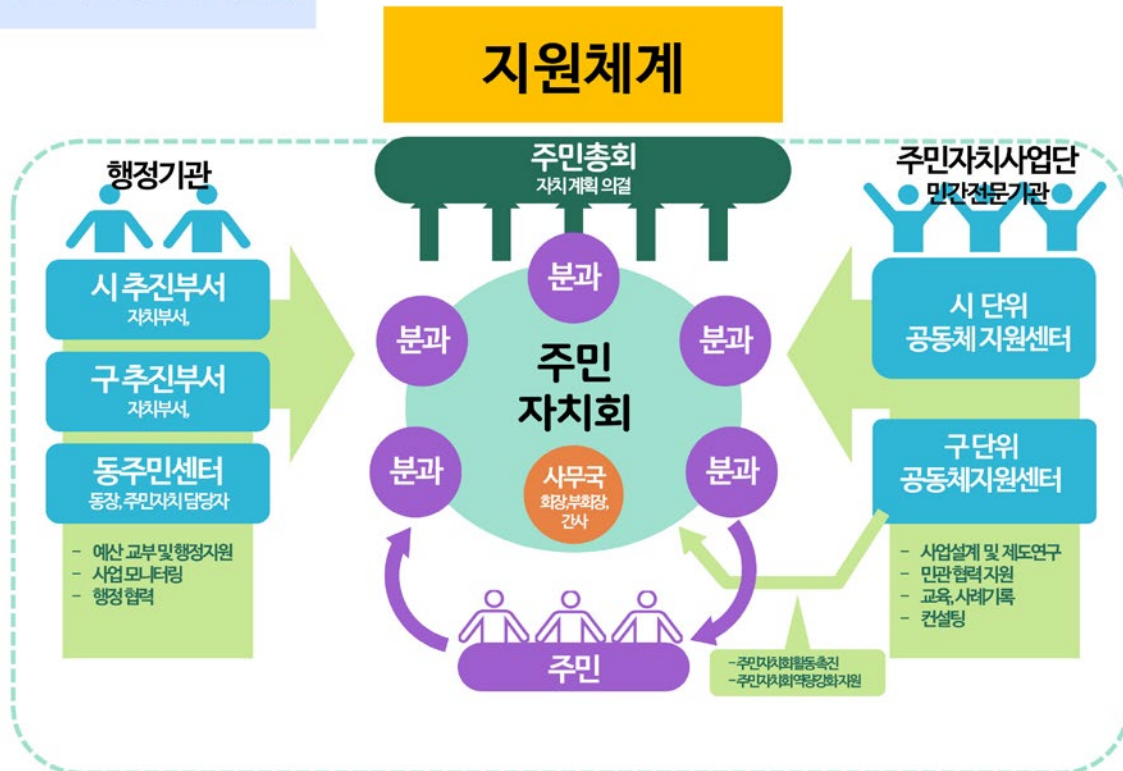 지원체계
주민총회
자치 계획 의결
행정기관
시 추진부서
자치부서,
구 추진부서
자치부서,
동주민센터
동장, 주민자치 담당자
- 예산 교부 및 행정지원
- 사업 모니터링
- 행정 협력
분과
분과
분과
주민
자치회
분과
분과
사무국
회장,부회장,
간사
주민
주민자치사업단
민간전문기관
시 단위
공동체 지원센터
구 단위
공동체지원센터
- 사업설계 및 제도연구
- 민관 협력 지원
- 교육, 사례기록
- 컨설팅
- 주민자치회활동촉진
- 주민자치회역량강화지원